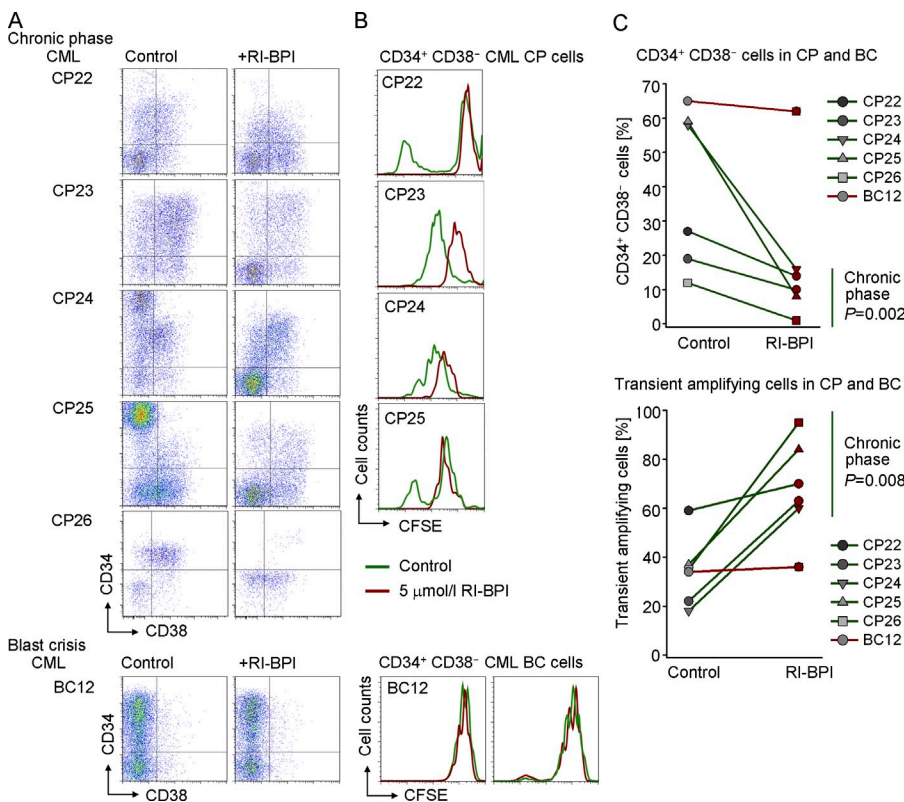 A
Chronic phase
CML
Control
+RI-BPI
CP22
CP23
CP24
CP25
CP26
CD34
CD38
Blast crisis
CML
Control
+RI-BPI
BC12
CD34
CD38
B
CD34⁺ CD38⁻ CML CP cells
CP22
CP23
CP24
CP25
Cell counts
CFSE
Control
5 μmol/l RI-BPI
CD34⁺ CD38⁻ CML BC cells
BC12
Cell counts
CFSE
C
CD34⁺ CD38⁻ cells in CP and BC
CD34⁺ CD38⁻ cells [%]
70
60
50
40
30
20
10
0
Control
RI-BPI
CP22
CP23
CP24
CP25
CP26
BC12
Chronic
phase
P=0.002
Transient amplifying cells in CP and BC
Transient amplifying cells [%]
100
80
60
40
20
0
Control
RI-BPI
Chronic
phase
P=0.008
CP22
CP23
CP24
CP25
CP26
BC12